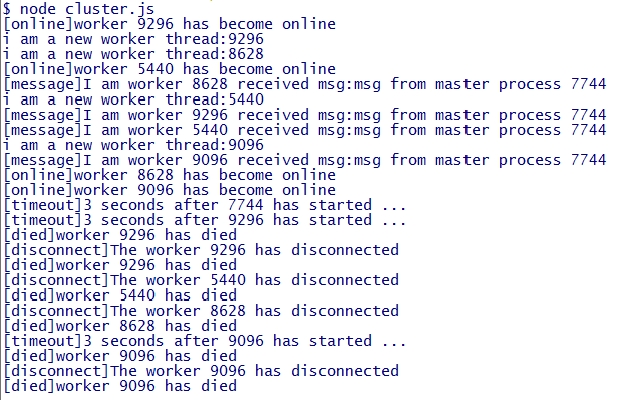 $ node cluster.js
[online]worker 9296 has become online
i am a new worker thread:9296
i am a new worker thread:8628
[online]worker 5440 has become online
[message]I am worker 8628 received msg:msg from master process 7744
i am a new worker thread:5440
[message]I am worker 9296 received msg:msg from master process 7744
[message]I am worker 5440 received msg:msg from master process 7744
i am a new worker thread:9096
[message]I am worker 9096 received msg:msg from master process 7744
[online]worker 8628 has become online
[online]worker 9096 has become online
[timeout]3 seconds after 7744 has started ...
[timeout]3 seconds after 9296 has started ...
[died]worker 9296 has died
[disconnect]The worker 9296 has disconnected
[died]worker 9296 has died
[disconnect]The worker 5440 has disconnected
[died]worker 5440 has died
[disconnect]The worker 8628 has disconnected
[died]worker 8628 has died
[timeout]3 seconds after 9096 has started ...
[died]worker 9096 has died
[disconnect]The worker 9096 has disconnected
[died]worker 9096 has died